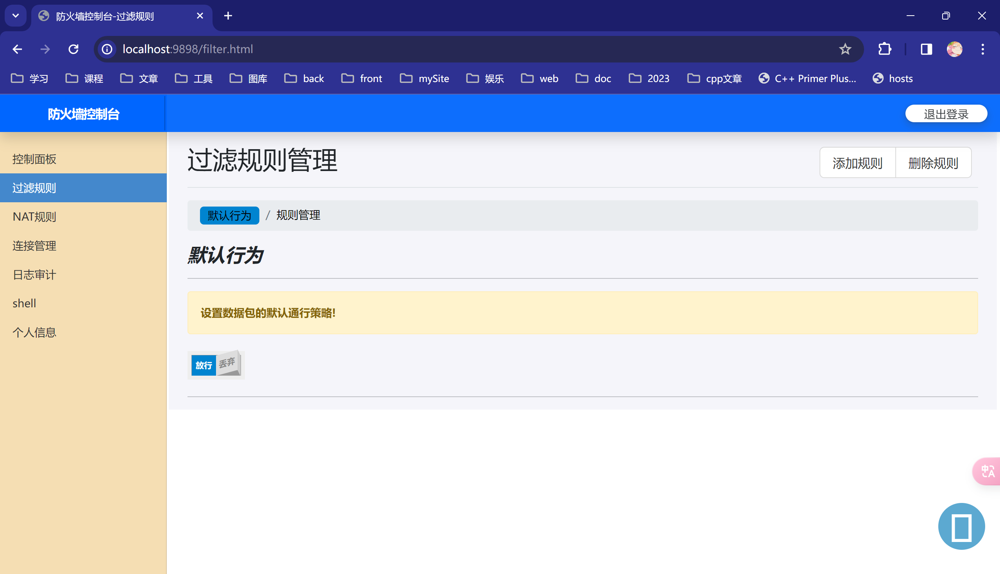 防火墙控制台-过滤规则
localhost:9898/filter.html
学习 课程 文章 工具 图库 back front mySite 娱乐 web doc 2023 cpp文章 C++ Primer Plus... hosts
防火墙控制台 退出登录
控制面板
过滤规则
NAT规则
连接管理
日志审计
shell
个人信息
过滤规则管理 添加规则 删除规则
默认行为 / 规则管理
默认行为
设置数据包的默认通行策略!
放行 丢弃
中A